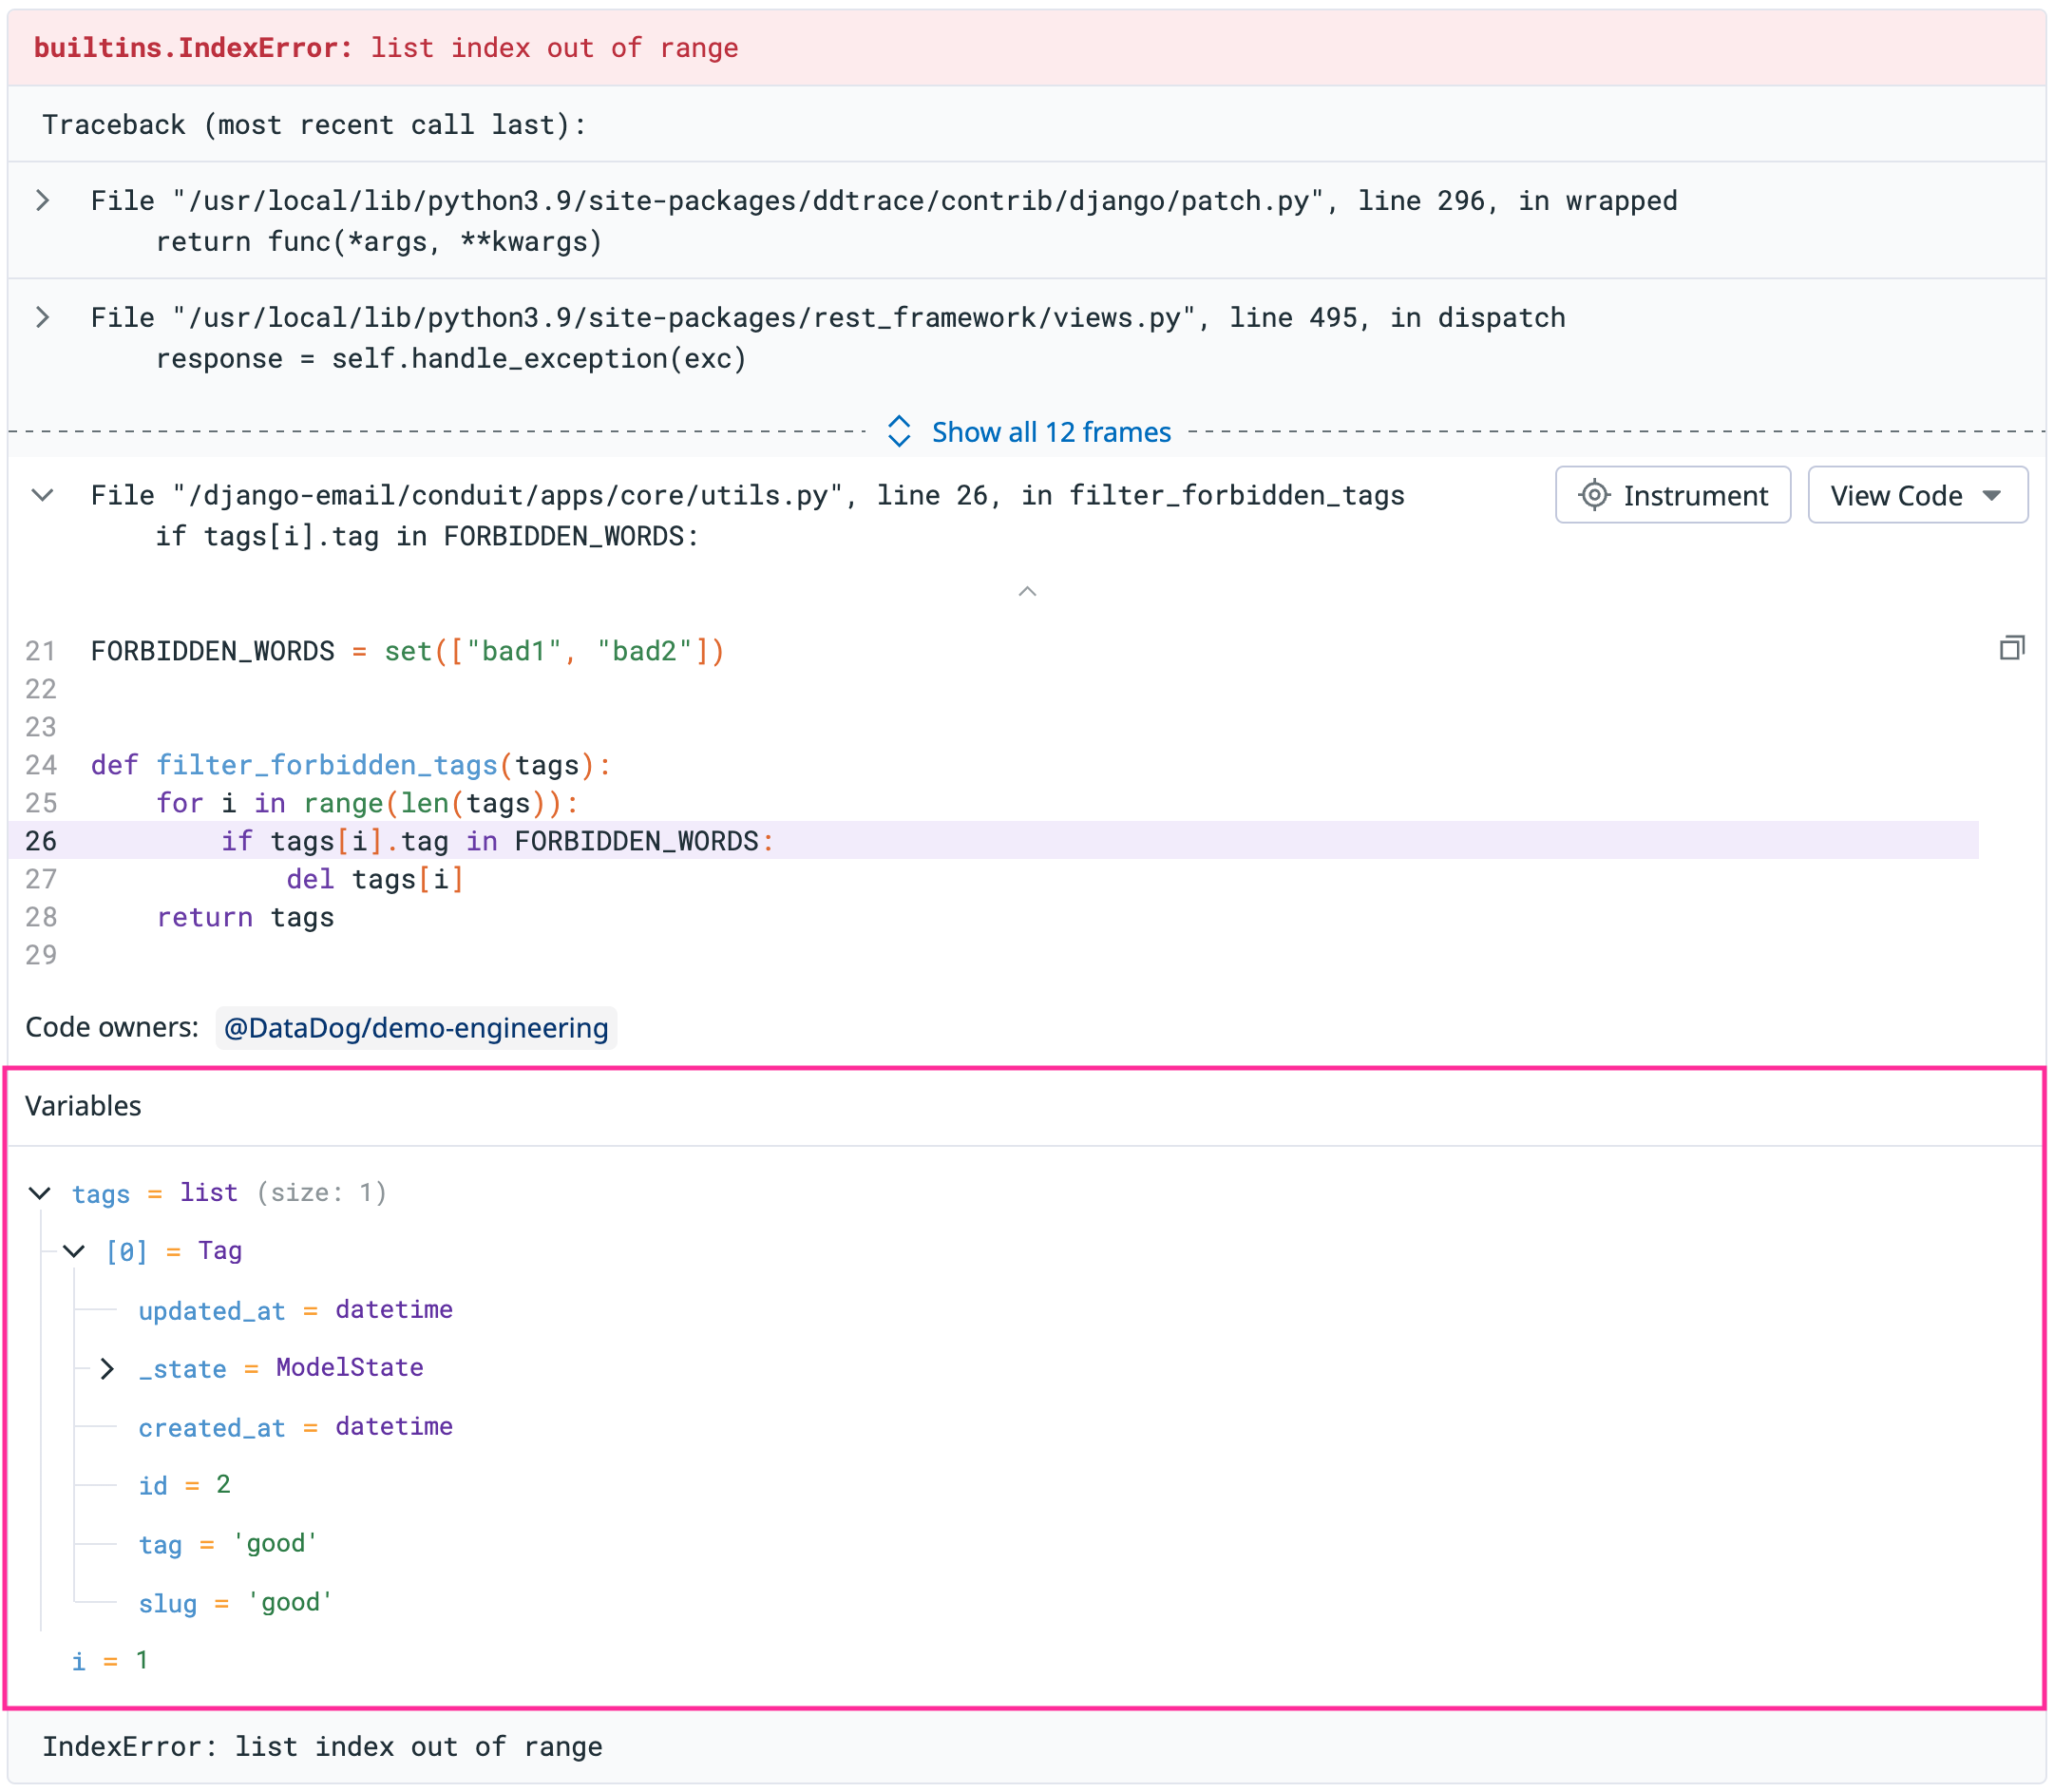 builtins.IndexError: list index out of range
Traceback (most recent call last):
File "/usr/local/lib/python3.9/site-packages/ddtrace/contrib/django/patch.py", line 296, in wrapped
    return func(*args, **kwargs)
File "/usr/local/lib/python3.9/site-packages/rest_framework/views.py", line 495, in dispatch
    response = self.handle_exception(exc)
Show all 12 frames
File "/django-email/conduit/apps/core/utils.py", line 26, in filter_forbidden_tags Instrument View Code
    if tags[i].tag in FORBIDDEN_WORDS:
21 FORBIDDEN_WORDS = set(["bad1", "bad2"])
22
23
24 def filter_forbidden_tags(tags):
25     for i in range(len(tags)):
26         if tags[i].tag in FORBIDDEN_WORDS:
27             del tags[i]
28     return tags
29
Code owners: @DataDog/demo-engineering
Variables
tags = list (size: 1)
[0] = Tag
updated_at = datetime
_state = ModelState
created_at = datetime
id = 2
tag = 'good'
slug = 'good'
i = 1
IndexError: list index out of range